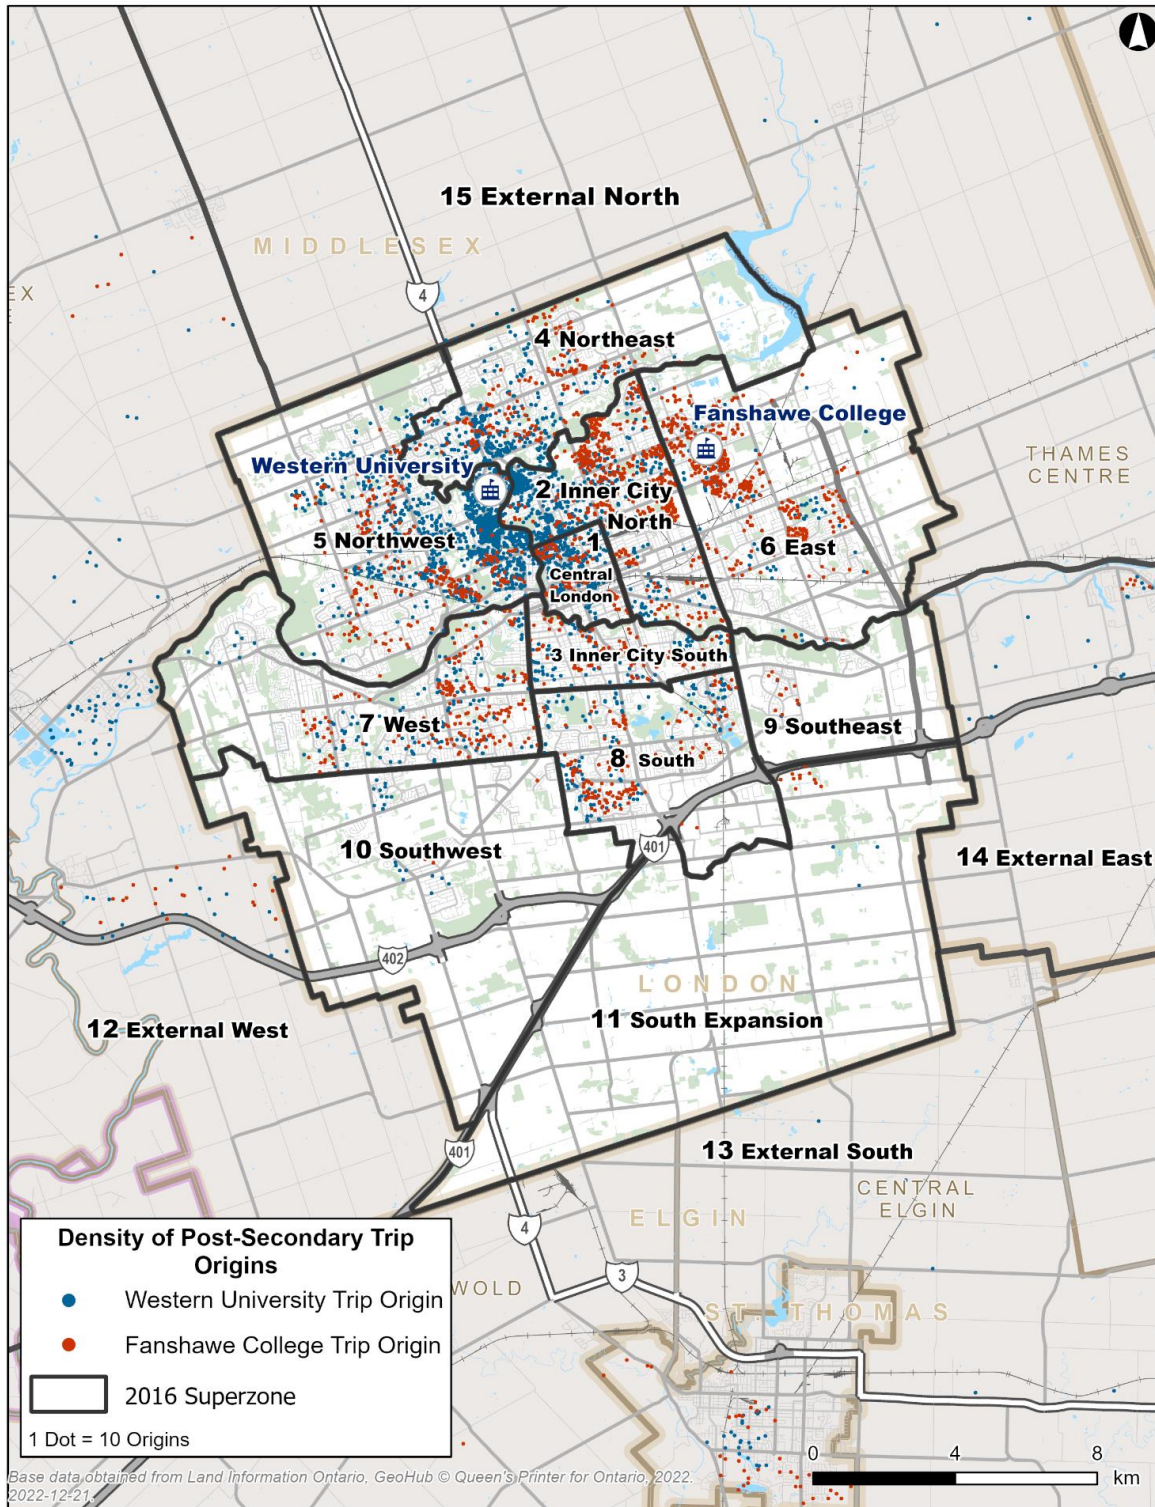 15 External North
MIDDLESEX
EX
4
4 Northeast
Fanshawe College
THAMES
CENTRE
Western University
2 Inner City
North
1
Central
London
5 Northwest
6 East
3 Inner City South
7 West
9 Southeast
8 South
10 Southwest
401
14 External East
402
LONDON
12 External West
11 South Expansion
401
13 External South
CENTRAL
ELGIN
ELGIN
4
3
WOLD
ST. THOMAS
Density of Post-Secondary Trip
Origins
Western University Trip Origin
Fanshawe College Trip Origin
2016 Superzone
1 Dot = 10 Origins
0 4 8
km
Base data obtained from Land Information Ontario, GeoHub © Queen's Printer for Ontario, 2022.
2022-12-21